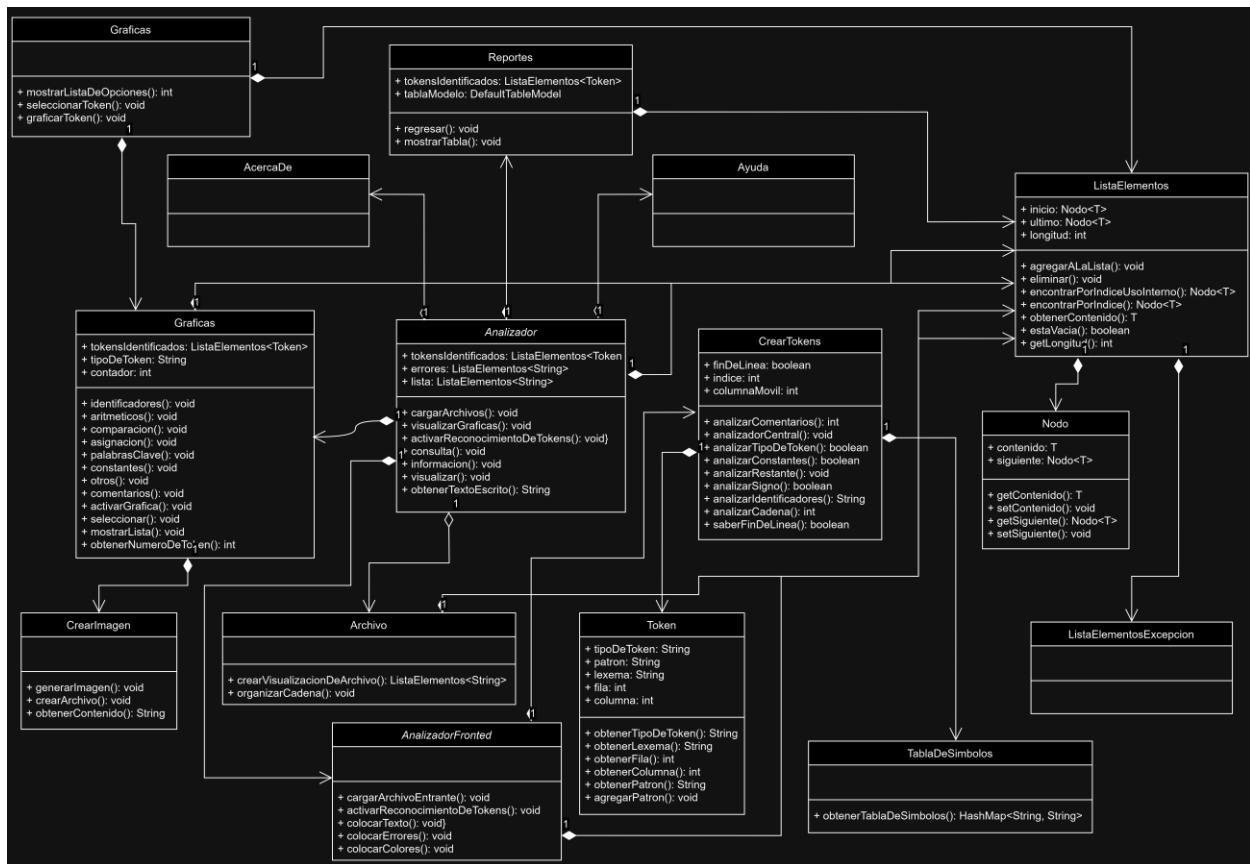 Graficas
+ mostrarListaDeOpciones(): int
+ seleccionarToken(): void
+ graficarToken(): void
1
1
Reportes
+ tokensIdentificados: ListaElementos<Token>
+ tablaModelo: DefaultTableModel
+ regresar(): void
+ mostrarTabla(): void
1
AcercaDe
Ayuda
ListaElementos
+ inicio: Nodo<T>
+ ultimo: Nodo<T>
+ longitud: int
+ agregarALaLista(): void
+ eliminar(): void
+ encontrarPorIndiceUsoInterno(): Nodo<T>
+ encontrarPorIndice(): Nodo<T>
+ obtenerContenido(): T
+ estaVacia(): boolean
+ getLongitud(): int
1
1
Graficas
+ tokensIdentificados: ListaElementos<Token>
+ tipoDeToken: String
+ contador: int
+ identificadores(): void
+ aritmeticos(): void
+ comparacion(): void
+ asignacion(): void
+ palabrasClave(): void
+ constantes(): void
+ otros(): void
+ comentarios(): void
+ activarGrafica(): void
+ seleccionar(): void
+ mostrarLista(): void
+ obtenerNumeroDeToken(): int
1
1
Analizador
+ tokensIdentificados: ListaElementos<Token
+ errores: ListaElementos<String>
+ lista: ListaElementos<String>
+ cargarArchivos(): void
+ visualizarGraficas(): void
+ activarReconocimientoDeTokens(): void}
+ consulta(): void
+ informacion(): void
+ visualizar(): void
+ obtenerTextoEscrito(): String
1
1
1
1
1
1
1
CrearTokens
+ finDeLinea: boolean
+ indice: int
+ columnaMovil: int
+ analizarComentarios(): int
+ analizadorCentral(): void
+ analizarTipoDeToken(): boolean
+ analizarConstantes(): boolean
+ analizarRestante(): void
+ analizarSigno(): boolean
+ analizarIdentificadores(): String
+ analizarCadena(): int
+ saberFinDeLinea(): boolean
1
1
Nodo
+ contenido: T
+ siguiente: Nodo<T>
+ getContenido(): T
+ setContenido(): void
+ getSiguiente(): Nodo<T>
+ setSiguiente(): void
CrearImagen
+ generarImagen(): void
+ crearArchivo(): void
+ obtenerContenido(): String
Archivo
+ crearVisualizacionDeArchivo(): ListaElementos<String>
+ organizarCadena(): void
1
Token
+ tipoDeToken: String
+ patron: String
+ lexema: String
+ fila: int
+ columna: int
+ obtenerTipoDeToken(): String
+ obtenerLexema(): String
+ obtenerFila(): int
+ obtenerColumna(): int
+ obtenerPatron(): String
+ agregarPatron(): void
ListaElementosExcepcion
AnalizadorFronted
+ cargarArchivoEntrante(): void
+ activarReconocimientoDeTokens(): void
+ colocarTexto(): void}
+ colocarErrores(): void
+ colocarColores(): void
1
1
TablaDeSimbolos
+ obtenerTablaDeSimbolos(): HashMap<String, String>